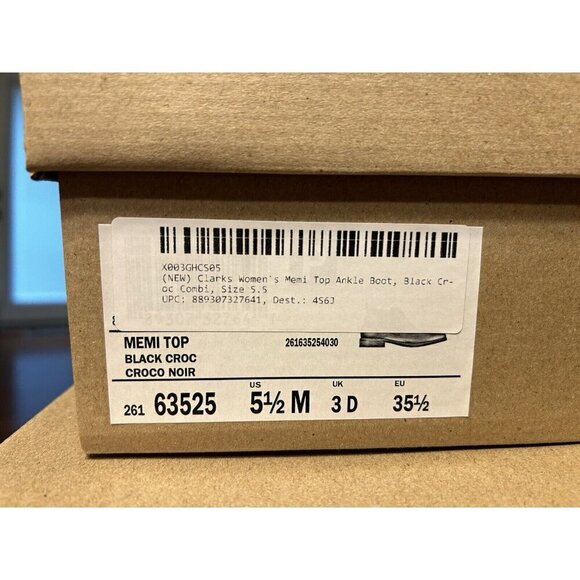 X003GHCS05
(NEW) Clarks Women's Memi Top Ankle Boot, Black Cr-
oc Combi, Size 5.5
UPC: 889307327641, Dest.: 4S6J
MEMI TOP 261635254030
BLACK CROC
CROCO NOIR
US UK EU
261 63525 5½ M 3 D 35½